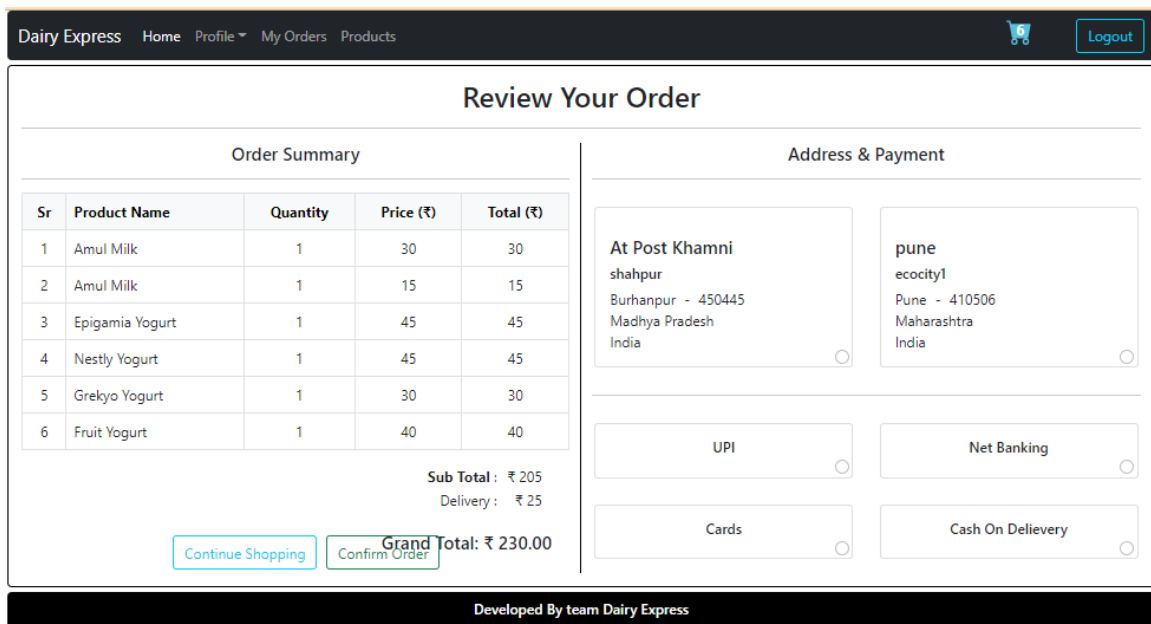 Dairy Express Home Profile My Orders Products 6 Logout
Review Your Order
Order Summary
Sr Product Name Quantity Price (₹) Total (₹)
1 Amul Milk 1 30 30
2 Amul Milk 1 15 15
3 Epigamia Yogurt 1 45 45
4 Nestly Yogurt 1 45 45
5 Grekyo Yogurt 1 30 30
6 Fruit Yogurt 1 40 40
Sub Total : ₹ 205
Delivery : ₹ 25
Grand Total: ₹ 230.00
Continue Shopping Confirm Order
Address & Payment
At Post Khamni
shahpur
Burhanpur - 450445
Madhya Pradesh
India
pune
ecocity1
Pune - 410506
Maharashtra
India
UPI
Net Banking
Cards
Cash On Delievery
Developed By team Dairy Express